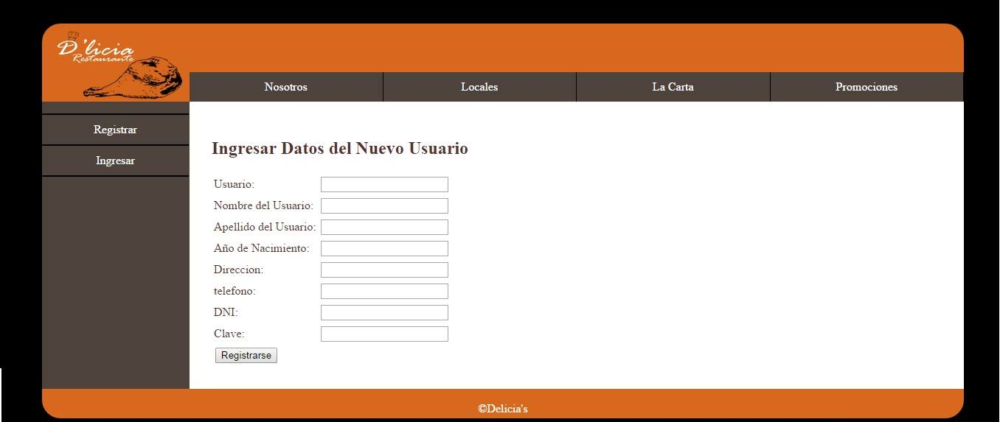 D'licia
Restaurante
Nosotros Locales La Carta Promociones
Registrar
Ingresar
Ingresar Datos del Nuevo Usuario
Usuario:
Nombre del Usuario:
Apellido del Usuario:
Año de Nacimiento:
Direccion:
telefono:
DNI:
Clave:
Registrarse
©Delicia's